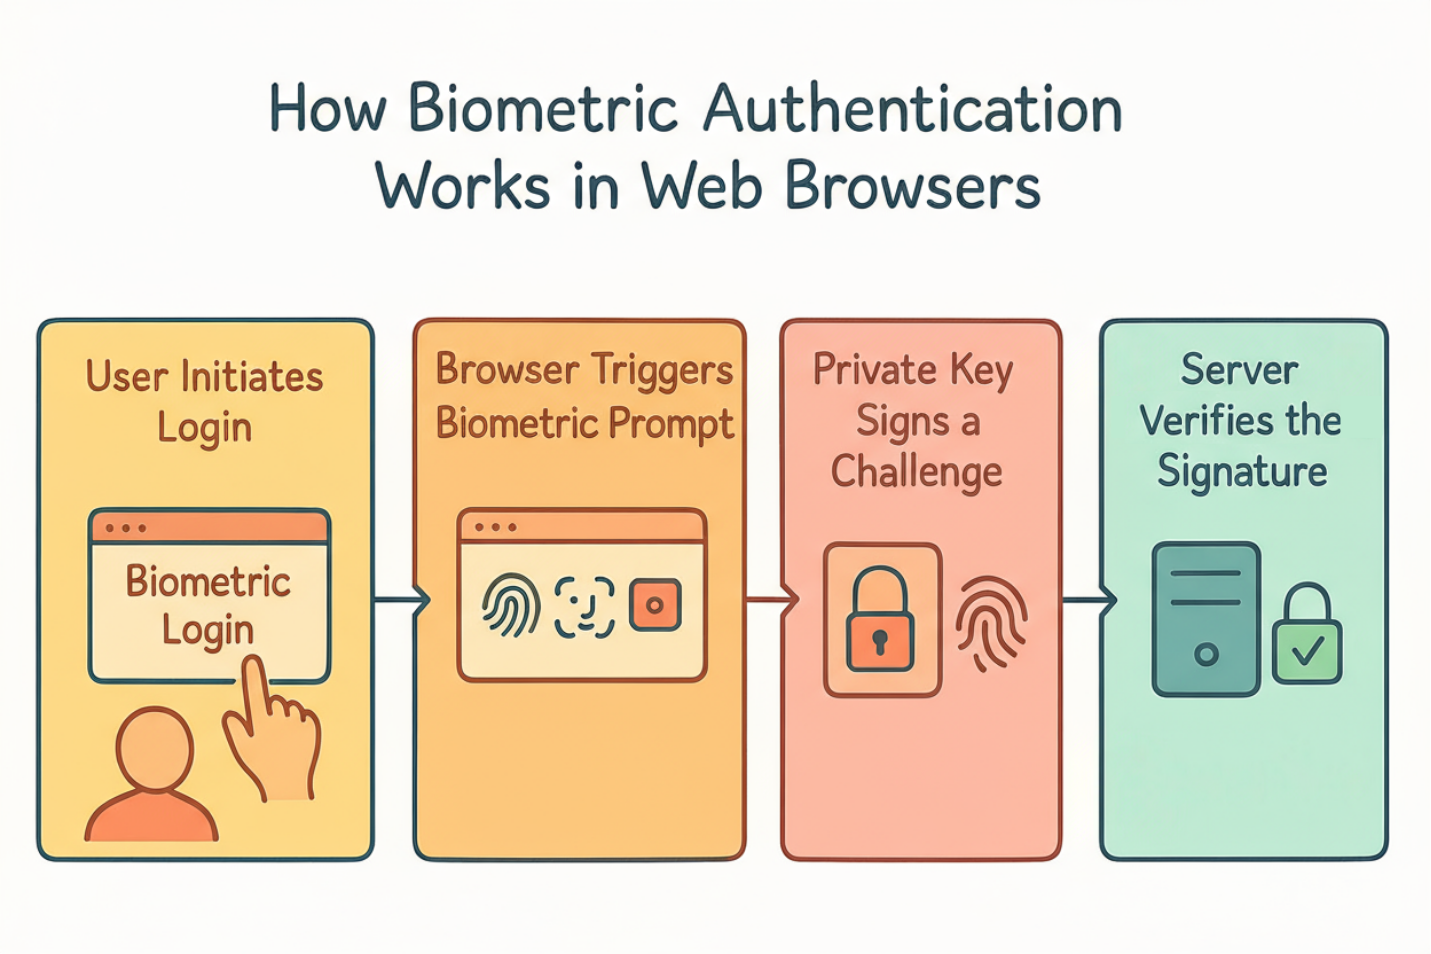 How Biometric Authentication
Works in Web Browsers
User Initiates
Login
Biometric
Login
Browser Triggers
Biometric Prompt
Private Key
Signs a
Challenge
Server
Verifies the
Signature